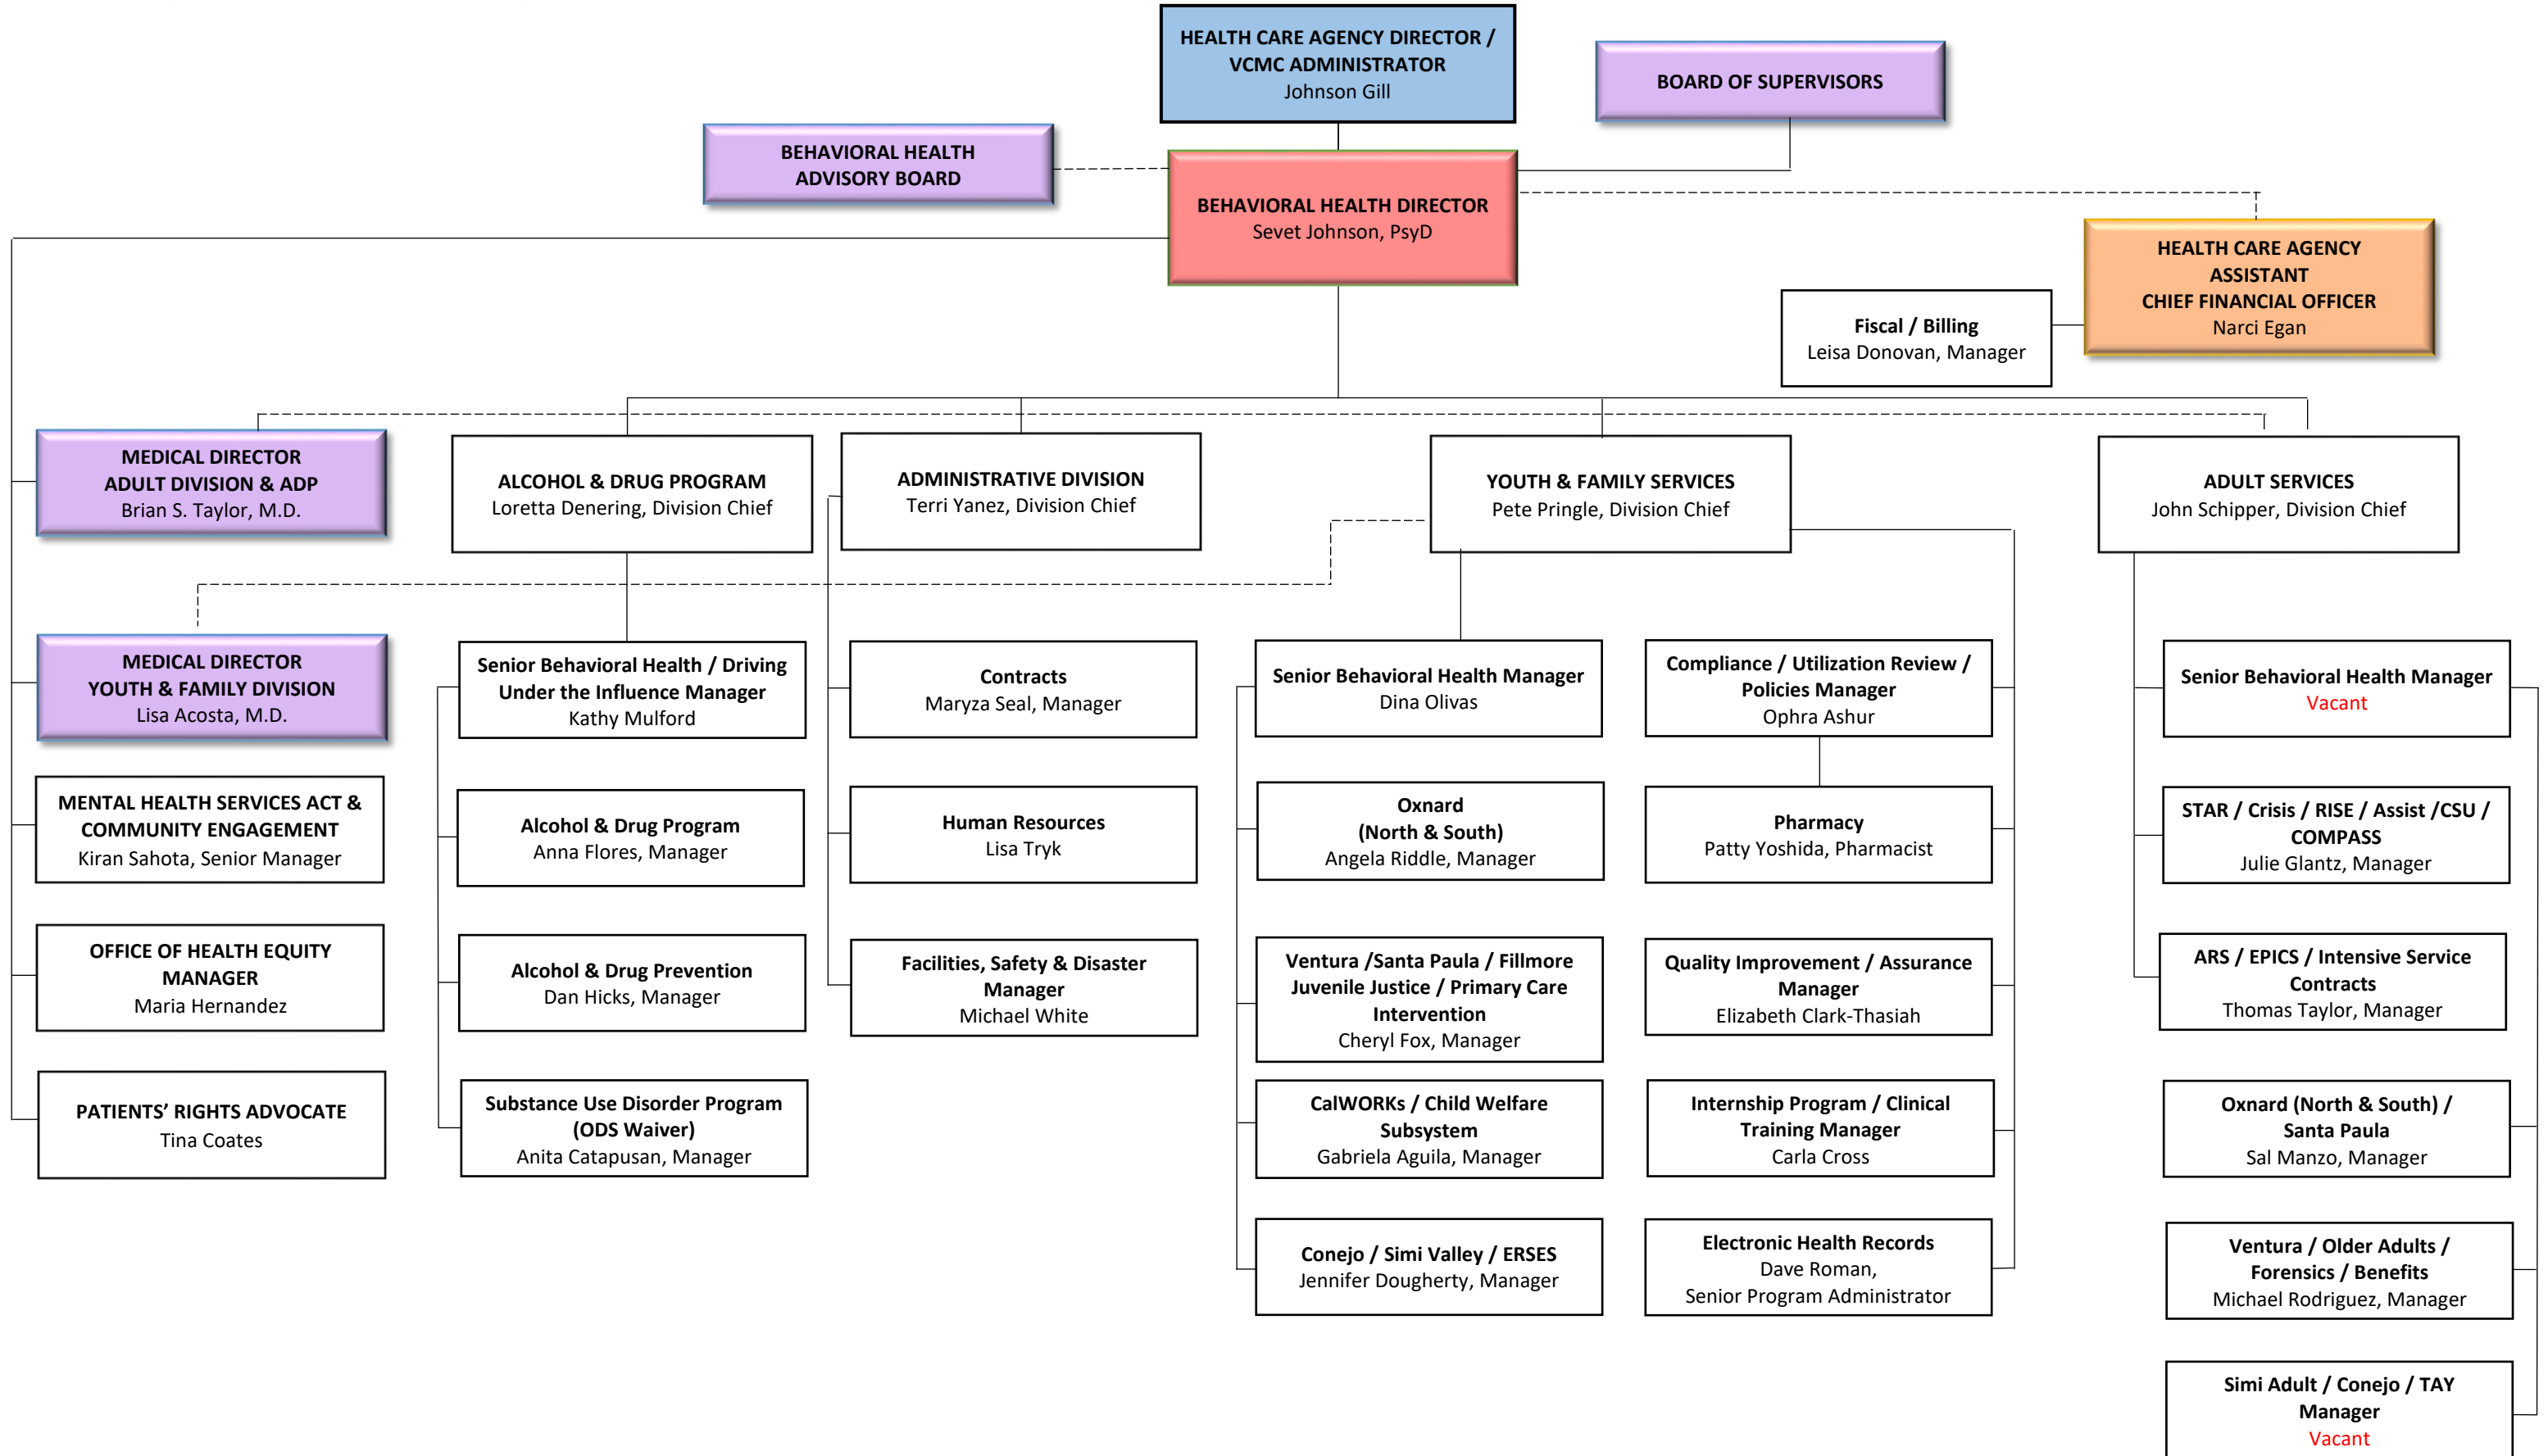 HEALTH CARE AGENCY DIRECTOR /
VCMC ADMINISTRATOR
Johnson Gill
BOARD OF SUPERVISORS
BEHAVIORAL HEALTH
ADVISORY BOARD
BEHAVIORAL HEALTH DIRECTOR
Sevet Johnson, PsyD
HEALTH CARE AGENCY
ASSISTANT
CHIEF FINANCIAL OFFICER
Narci Egan
Fiscal / Billing
Leisa Donovan, Manager
MEDICAL DIRECTOR
ADULT DIVISION & ADP
Brian S. Taylor, M.D.
ALCOHOL & DRUG PROGRAM
Loretta Denering, Division Chief
ADMINISTRATIVE DIVISION
Terri Yanez, Division Chief
YOUTH & FAMILY SERVICES
Pete Pringle, Division Chief
ADULT SERVICES
John Schipper, Division Chief
MEDICAL DIRECTOR
YOUTH & FAMILY DIVISION
Lisa Acosta, M.D.
MENTAL HEALTH SERVICES ACT &
COMMUNITY ENGAGEMENT
Kiran Sahota, Senior Manager
OFFICE OF HEALTH EQUITY
MANAGER
Maria Hernandez
PATIENTS’ RIGHTS ADVOCATE
Tina Coates
Senior Behavioral Health / Driving
Under the Influence Manager
Kathy Mulford
Alcohol & Drug Program
Anna Flores, Manager
Alcohol & Drug Prevention
Dan Hicks, Manager
Substance Use Disorder Program
(ODS Waiver)
Anita Catapusan, Manager
Contracts
Maryza Seal, Manager
Human Resources
Lisa Tryk
Facilities, Safety & Disaster
Manager
Michael White
Senior Behavioral Health Manager
Dina Olivas
Oxnard
(North & South)
Angela Riddle, Manager
Ventura /Santa Paula / Fillmore
Juvenile Justice / Primary Care
Intervention
Cheryl Fox, Manager
CalWORKs / Child Welfare
Subsystem
Gabriela Aguila, Manager
Conejo / Simi Valley / ERSES
Jennifer Dougherty, Manager
Compliance / Utilization Review /
Policies Manager
Ophra Ashur
Pharmacy
Patty Yoshida, Pharmacist
Quality Improvement / Assurance
Manager
Elizabeth Clark-Thasiah
Internship Program / Clinical
Training Manager
Carla Cross
Electronic Health Records
Dave Roman,
Senior Program Administrator
Senior Behavioral Health Manager
Vacant
STAR / Crisis / RISE / Assist /CSU /
COMPASS
Julie Glantz, Manager
ARS / EPICS / Intensive Service
Contracts
Thomas Taylor, Manager
Oxnard (North & South) /
Santa Paula
Sal Manzo, Manager
Ventura / Older Adults /
Forensics / Benefits
Michael Rodriguez, Manager
Simi Adult / Conejo / TAY
Manager
Vacant